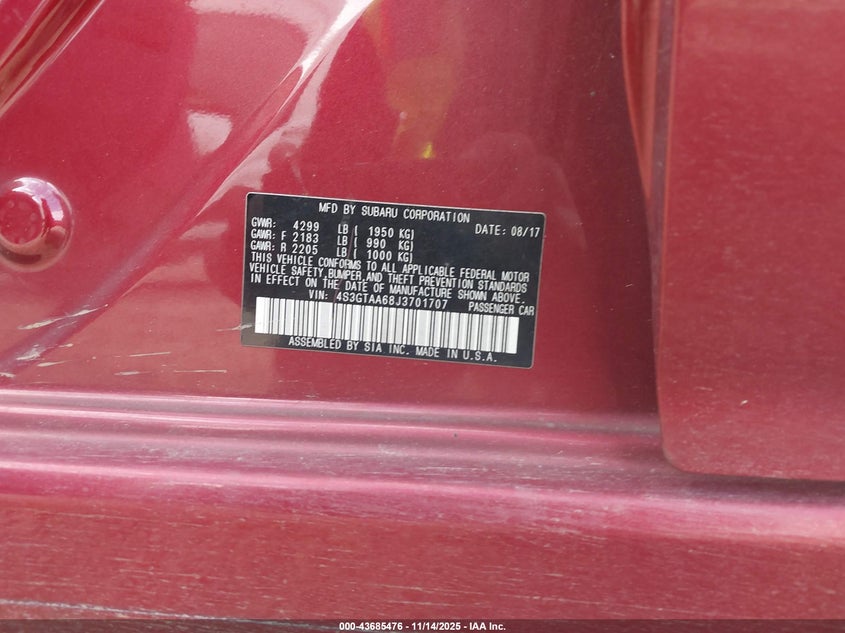 MFD BY SUBARU CORPORATION
GVWR: 4299 LB ( 1950 KG) DATE: 08/17
GAWR: F 2183 LB ( 990 KG)
GAWR: R 2205 LB ( 1000 KG)
THIS VEHICLE CONFORMS TO ALL APPLICABLE FEDERAL MOTOR
VEHICLE SAFETY,BUMPER,AND THEFT PREVENTION STANDARDS
IN EFFECT ON THE DATE OF MANUFACTURE SHOWN ABOVE.
VIN: 4S3GTAA68J3701707 PASSENGER CAR
ASSEMBLED BY SIA INC. MADE IN U.S.A.
000-43685476 - 11/14/2025 - IAA Inc.